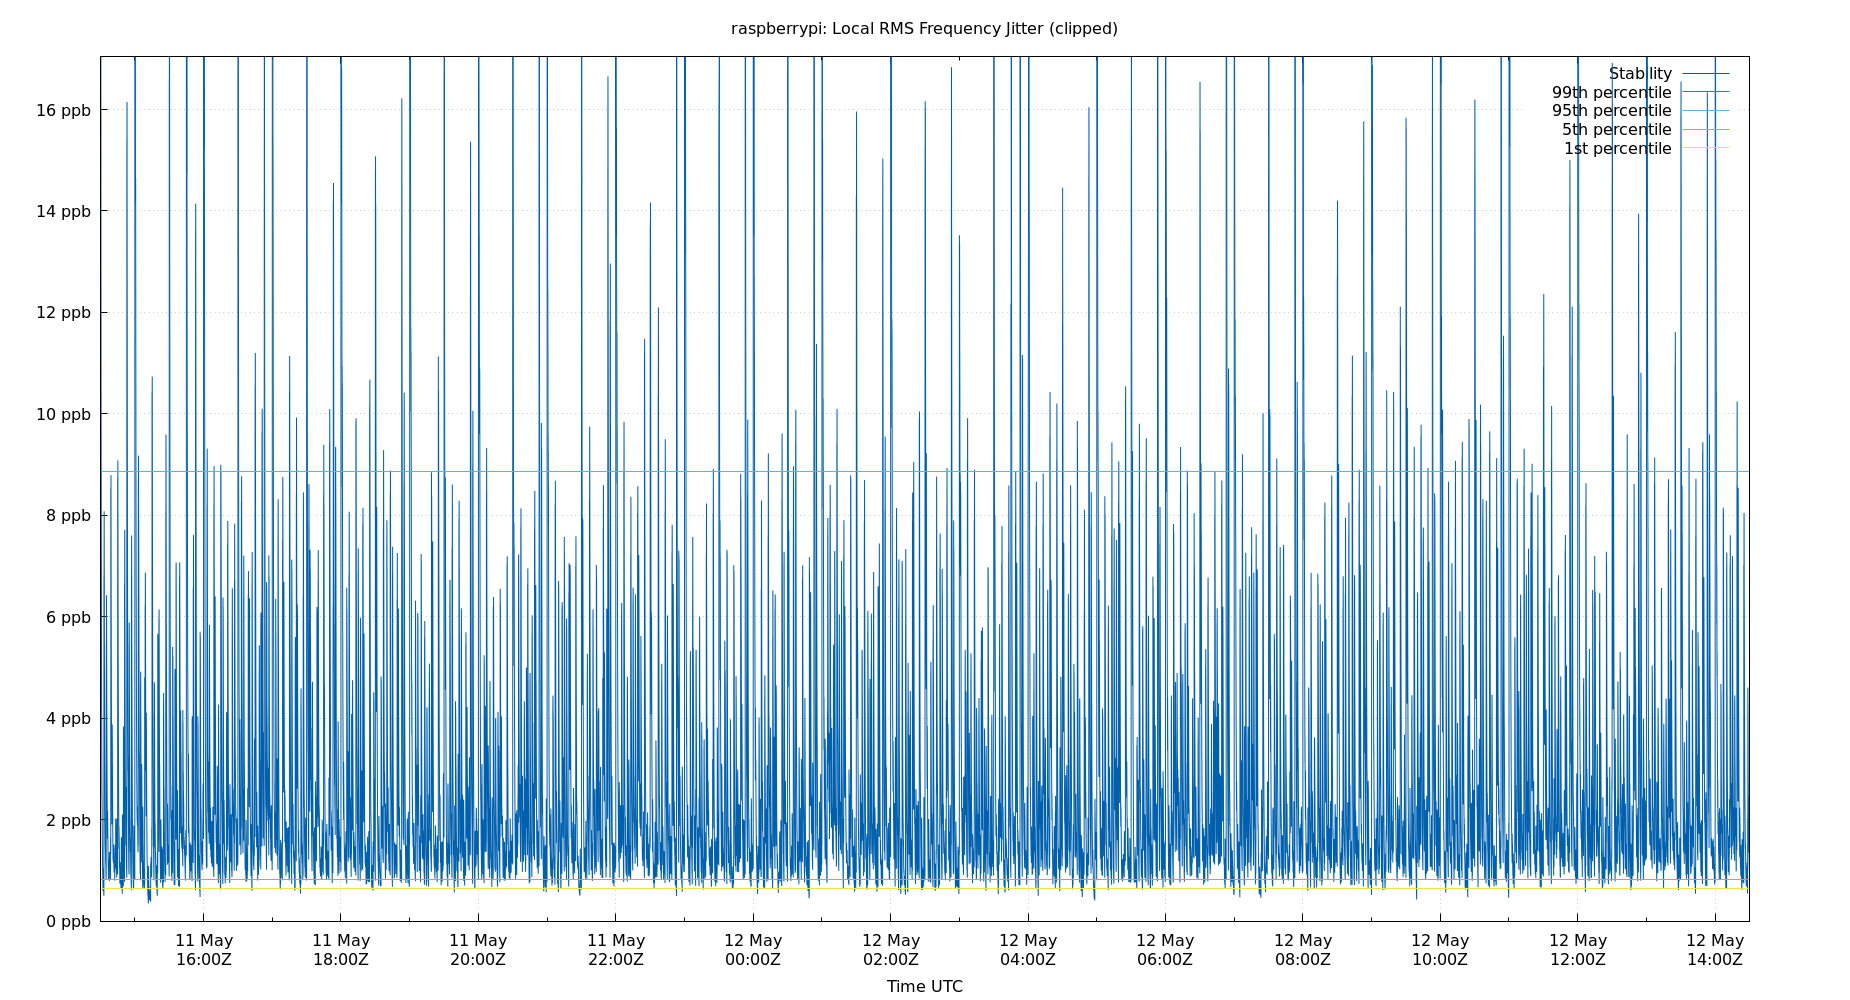 raspberrypi: Local RMS Frequency Jitter (clipped)
Stability
99th percentile
95th percentile
5th percentile
1st percentile
16 ppb
14 ppb
12 ppb
10 ppb
8 ppb
6 ppb
4 ppb
2 ppb
0 ppb
11 May 11 May 11 May 11 May 12 May 12 May 12 May 12 May 12 May 12 May 12 May 12 May
16:00Z 18:00Z 20:00Z 22:00Z 00:00Z 02:00Z 04:00Z 06:00Z 08:00Z 10:00Z 12:00Z 14:00Z
Time UTC